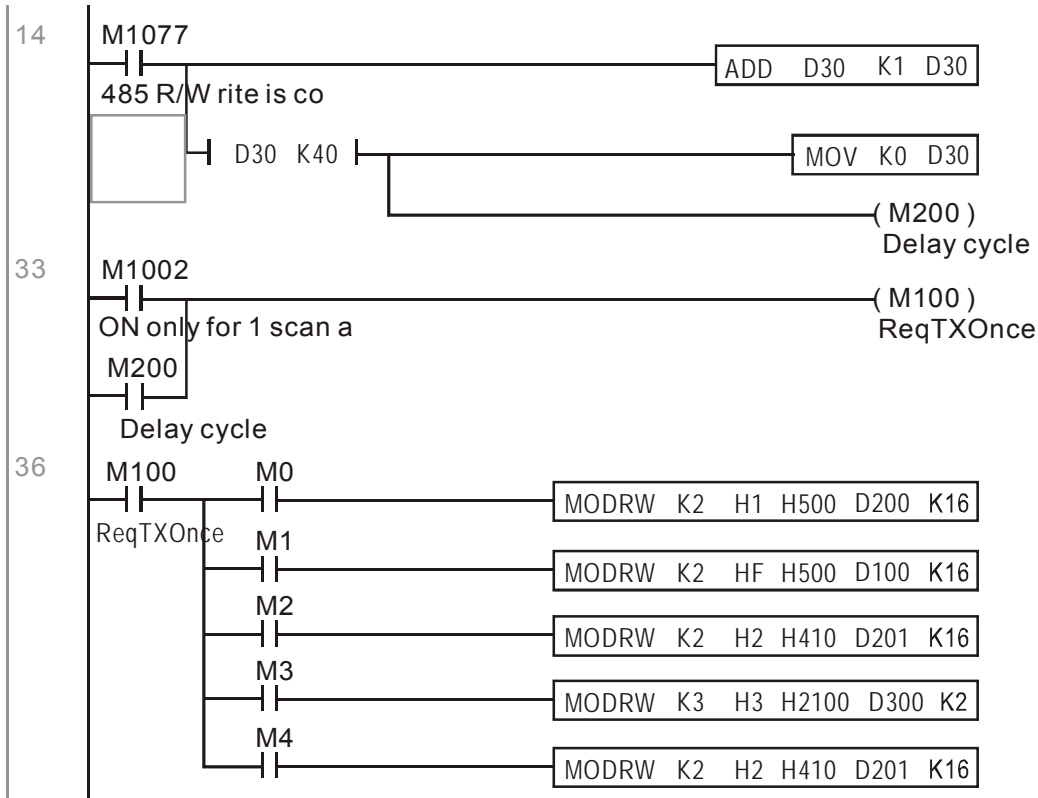 14
M1077
ADD D30 K1 D30
485 R/W rite is co
D30 K40
MOV K0 D30
( M200 )
Delay cycle
33
M1002
( M100 )
ON only for 1 scan a
ReqTXOnce
M200
Delay cycle
36
M100
M0
MODRW K2 H1 H500 D200 K16
ReqTXOnce
M1
MODRW K2 HF H500 D100 K16
M2
MODRW K2 H2 H410 D201 K16
M3
MODRW K3 H3 H2100 D300 K2
M4
MODRW K2 H2 H410 D201 K16